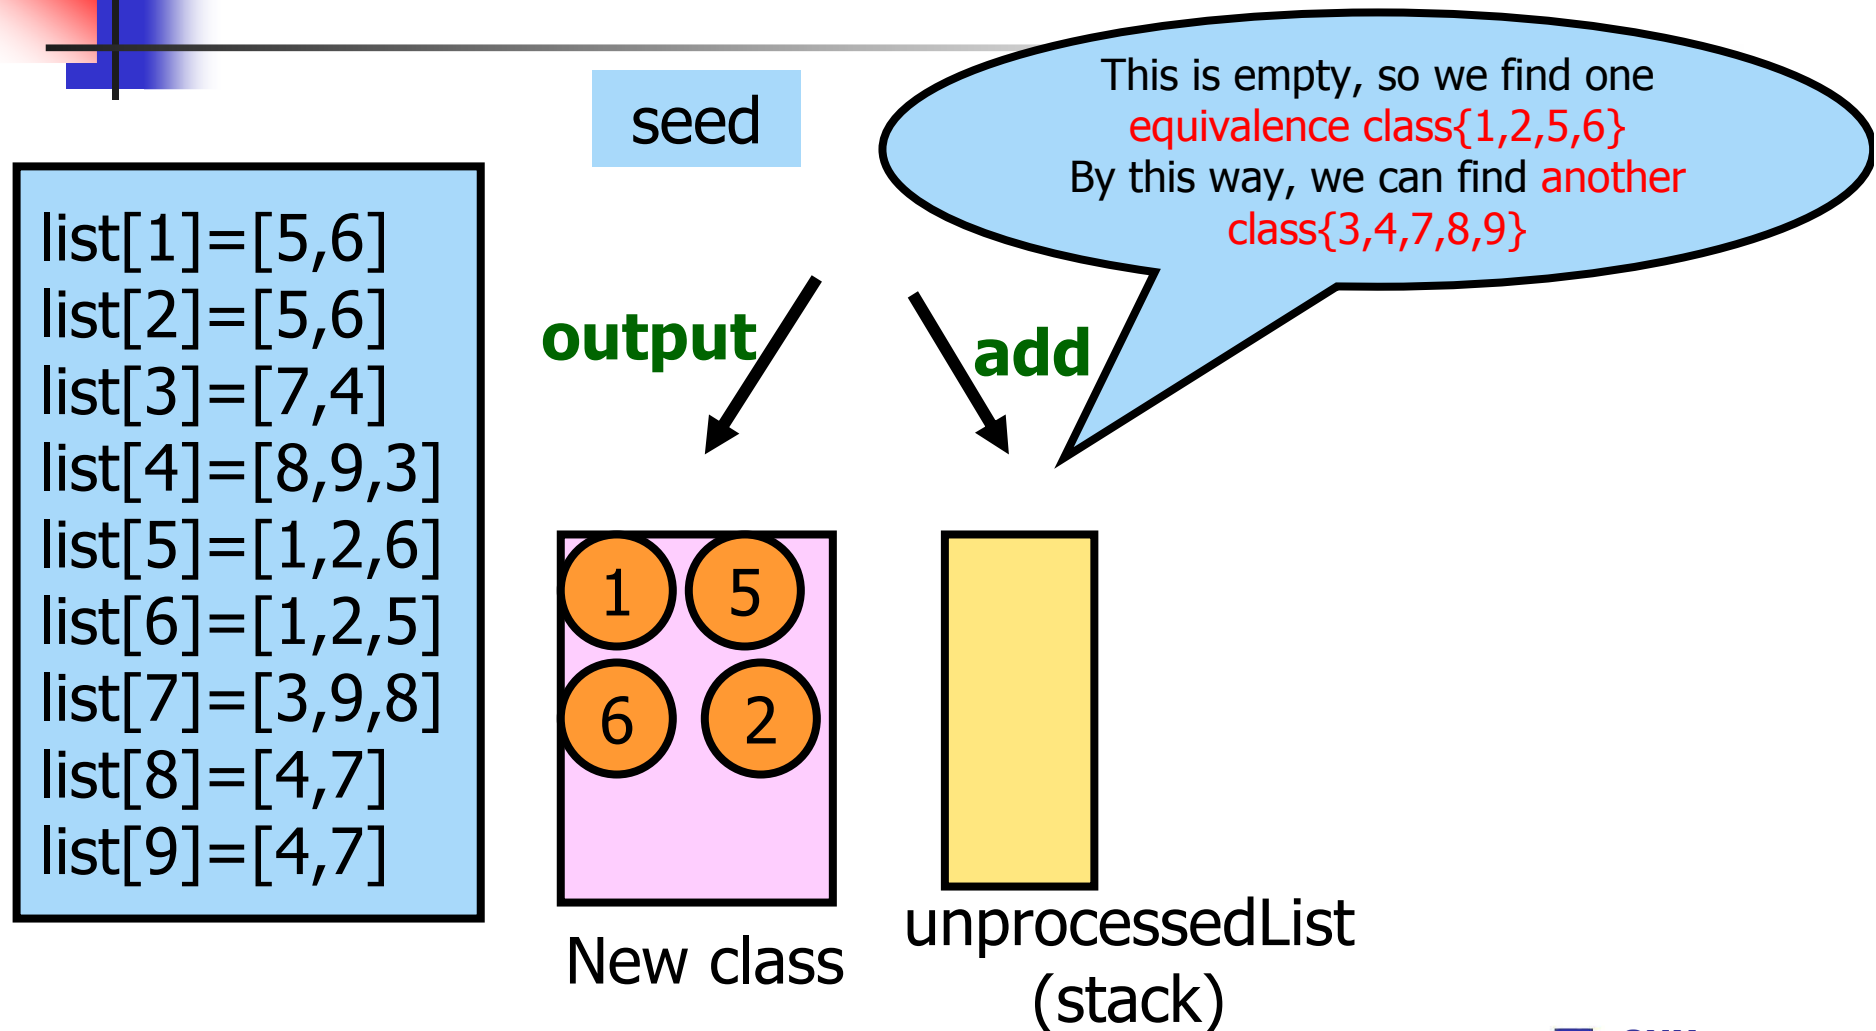 seed
This is empty, so we find one
equivalence class{1,2,5,6}
By this way, we can find another
class{3,4,7,8,9}
list[1]=[5,6]
list[2]=[5,6]
list[3]=[7,4]
list[4]=[8,9,3]
list[5]=[1,2,6]
list[6]=[1,2,5]
list[7]=[3,9,8]
list[8]=[4,7]
list[9]=[4,7]
output
add
1 5
6 2
New class
unprocessedList
(stack)